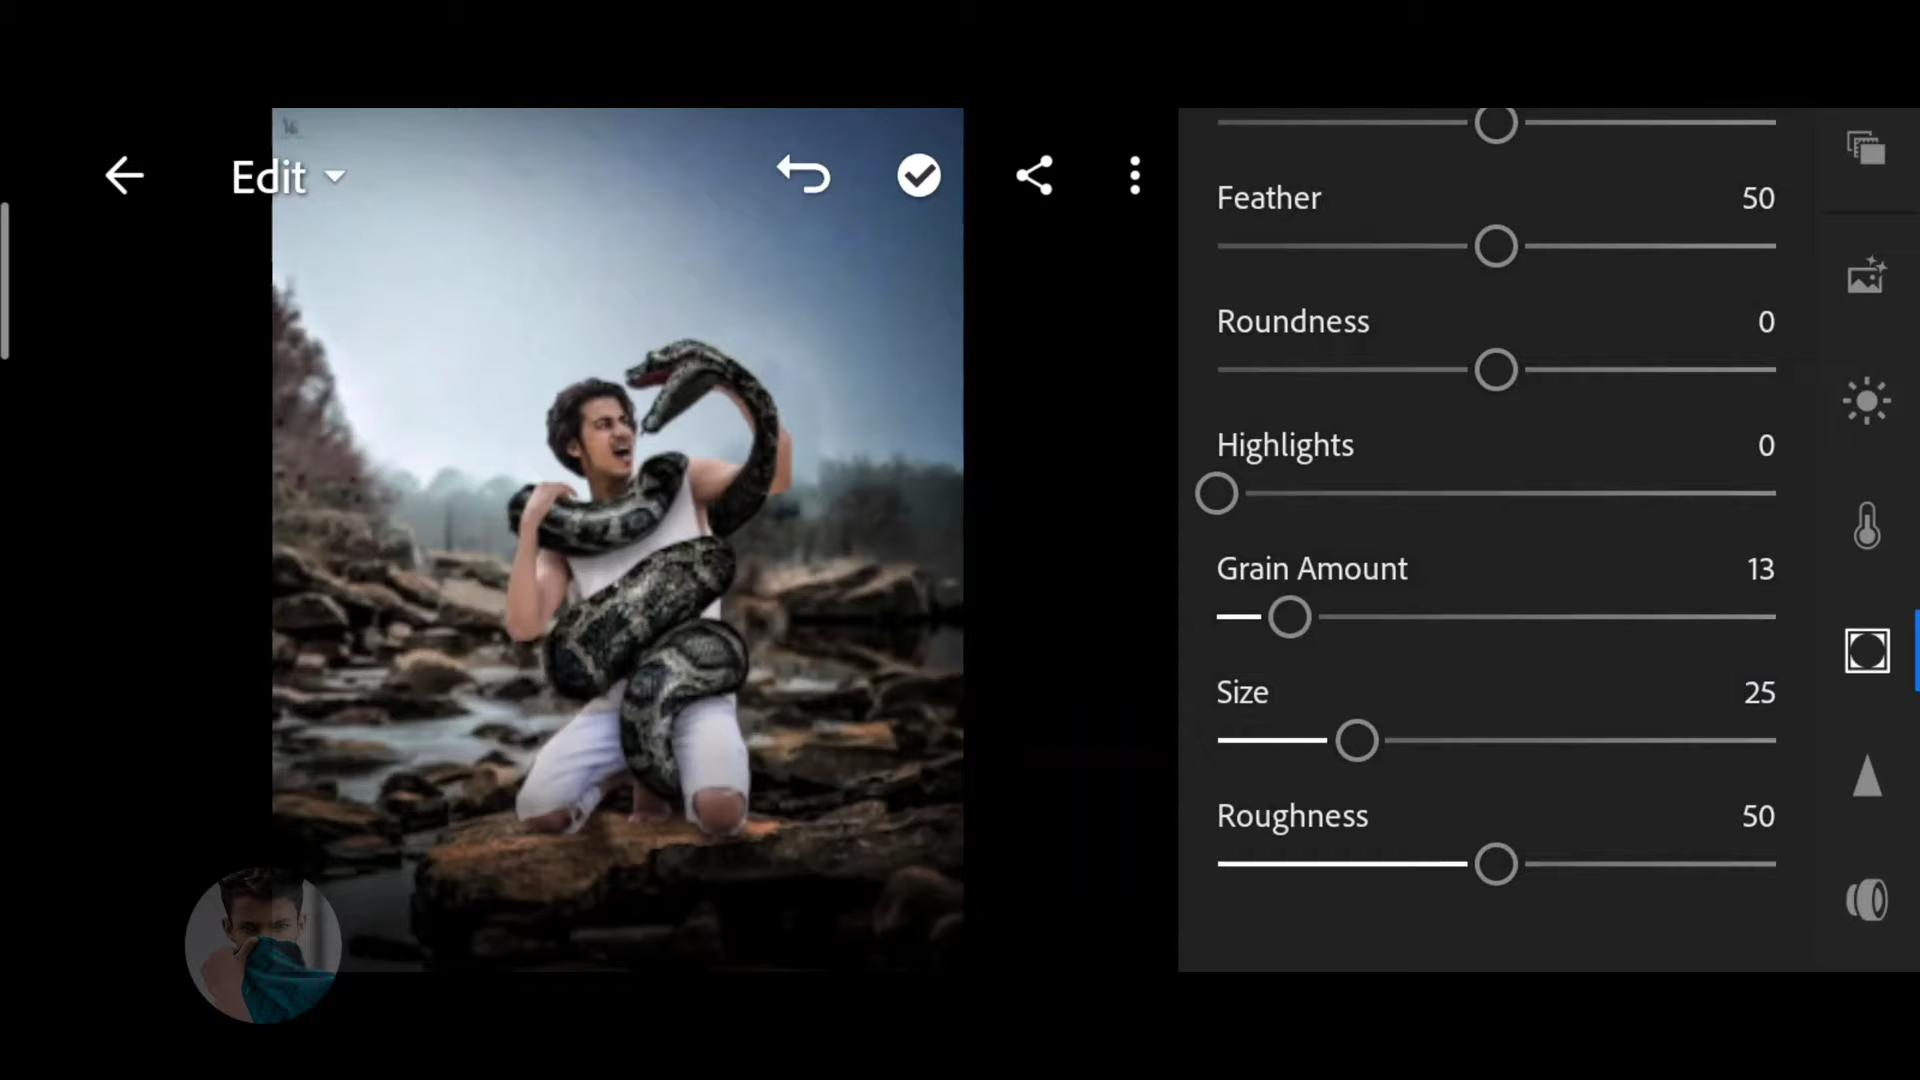 Edit
Feather 50
Roundness 0
Highlights 0
Grain Amount 13
Size 25
Roughness 50